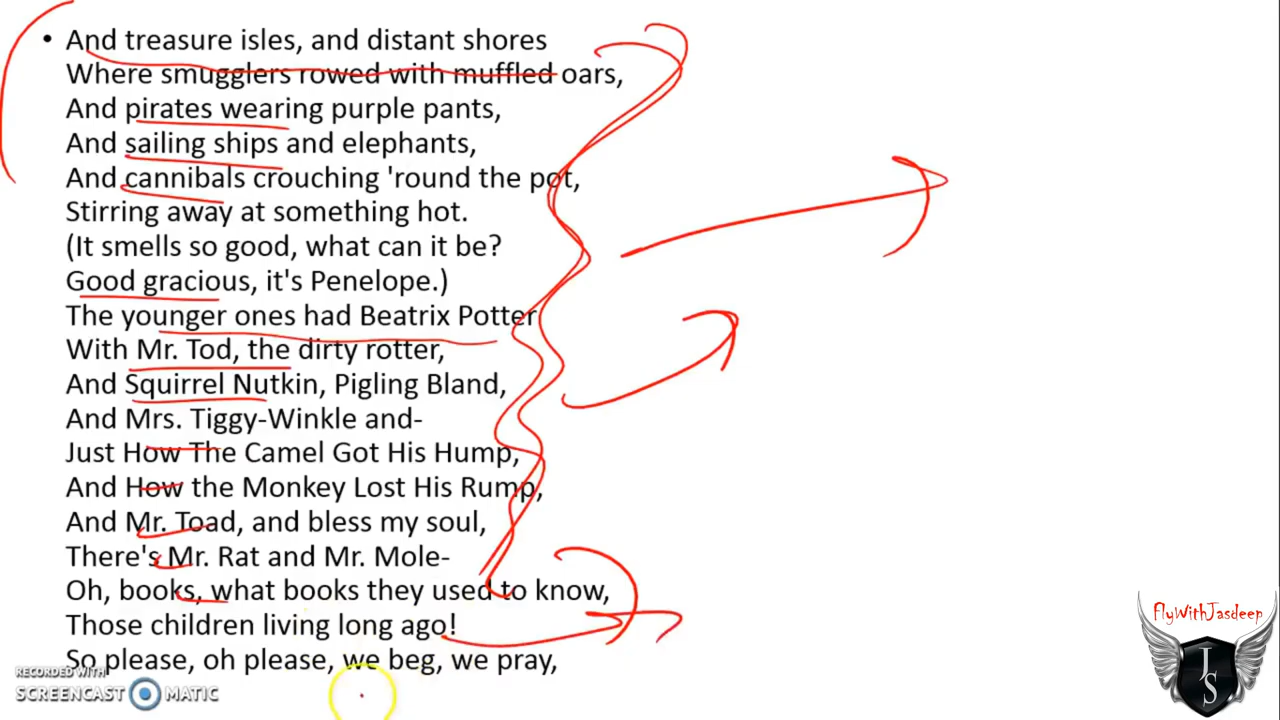 • And treasure isles, and distant shores
Where smugglers rowed with muffled oars,
And pirates wearing purple pants,
And sailing ships and elephants,
And cannibals crouching 'round the pot,
Stirring away at something hot.
(It smells so good, what can it be?
Good gracious, it's Penelope.)
The younger ones had Beatrix Potter
With Mr. Tod, the dirty rotter,
And Squirrel Nutkin, Pigling Bland,
And Mrs. Tiggy-Winkle and-
Just How The Camel Got His Hump,
And How the Monkey Lost His Rump,
And Mr. Toad, and bless my soul,
There's Mr. Rat and Mr. Mole-
Oh, books, what books they used to know,
Those children living long ago!
So please, oh please, we beg, we pray,
RECORDED WITH
SCREENCAST MATIC
FlyWithJasdeep
JS